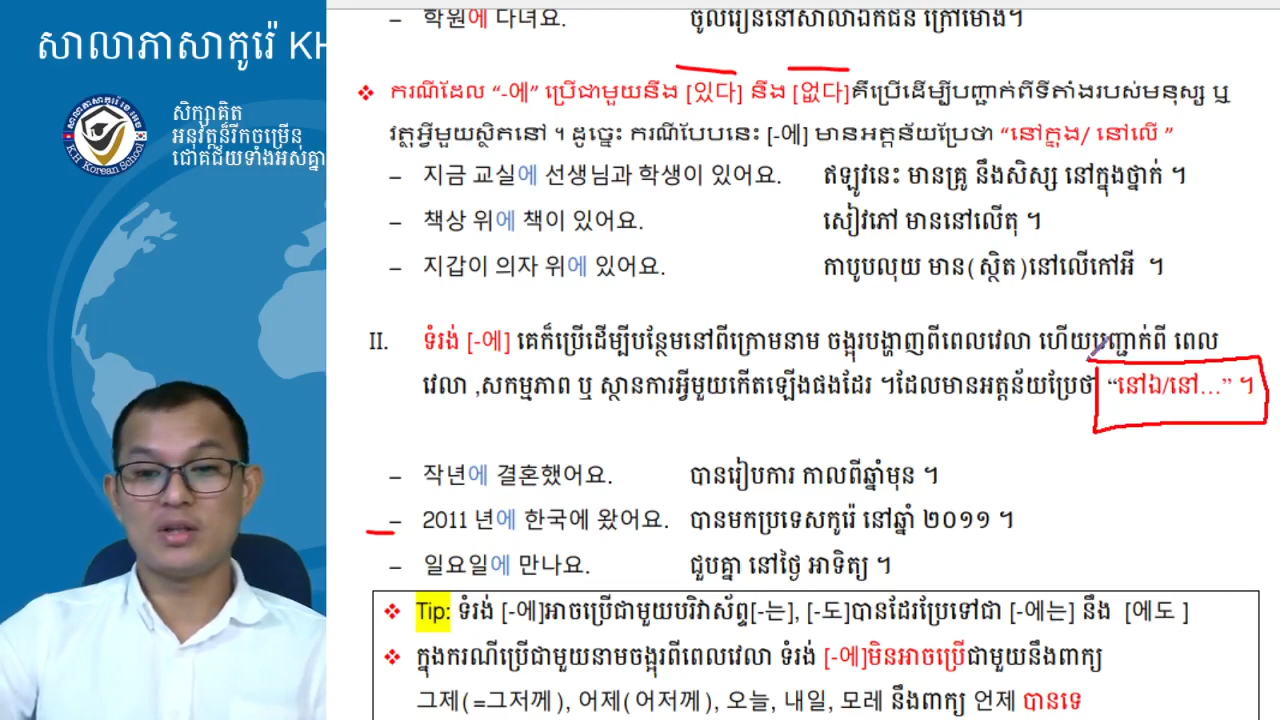 – 학원에 다녀요. ចូលរៀននៅសាលាឯកជន ក្រៅម៉ោង។
សាលាភាសាកូរ៉េ KH
K.H Korean School
សិក្សាគិត
អនុវត្តន៍រីកចម្រើន
ជោគជ័យទាំងអស់គ្នា
❖ ករណីដែល “-에” ប្រើជាមួយនឹង [있다] នឹង [없다]គឺប្រើដើម្បីបញ្ជាក់ពីទីតាំងរបស់មនុស្ស ឬ
វត្ថុអ្វីមួយស្ថិតនៅ ។ ដូច្នេះ ករណីបែបនេះ [-에] មានអត្តន័យប្រែថា “នៅក្នុង/ នៅលើ ”
– 지금 교실에 선생님과 학생이 있어요. ឥឡូវនេះ មានគ្រូ នឹងសិស្ស នៅក្នុងថ្នាក់ ។
– 책상 위에 책이 있어요. សៀវភៅ មាននៅលើតុ ។
– 지갑이 의자 위에 있어요. កាបូបលុយ មាន(ស្ថិត)នៅលើកៅអី ។
II. ទំរង់ [-에] គេក៏ប្រើដើម្បីបន្ថែមនៅពីក្រោមនាម ចង្អុរបង្ហាញពីពេលវេលា ហើយបញ្ជាក់ពី ពេល
វេលា ,សកម្មភាព ឬ ស្ថានការអ្វីមួយកើតឡើងផងដែរ ។ដែលមានអត្តន័យប្រែថា “នៅឯ/នៅ...” ។
– 작년에 결혼했어요. បានរៀបការ កាលពីឆ្នាំមុន ។
– 2011 년에 한국에 왔어요. បានមកប្រទេសកូរ៉េ នៅឆ្នាំ ២០១១ ។
– 일요일에 만나요. ជួបគ្នា នៅថ្ងៃ អាទិត្យ ។
❖ Tip: ទំរង់ [-에]អាចប្រើជាមួយបរិវាស័ព្ទ[-는], [-도]បានដែរប្រែទៅជា [-에는] នឹង [에도 ]
❖ ក្នុងករណីប្រើជាមួយនាមចង្អុរពីពេលវេលា ទំរង់ [-에]មិនអាចប្រើជាមួយនឹងពាក្យ
그제(=그저께), 어제(어저께), 오늘, 내일, 모레 នឹងពាក្យ 언제 បានទេ